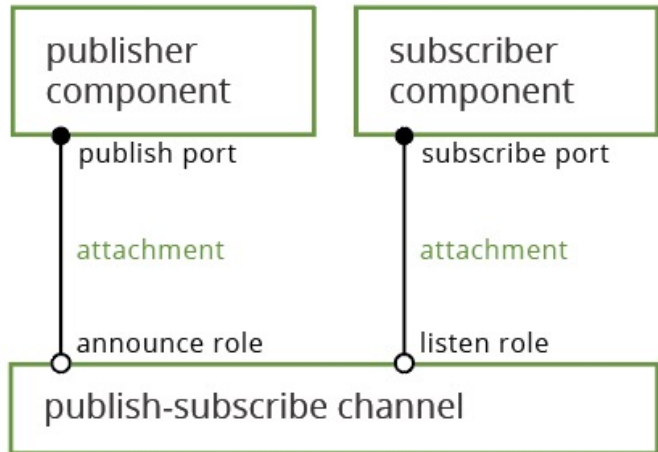 publisher
component
subscriber
component
publish port
subscribe port
attachment
attachment
announce role
listen role
publish-subscribe channel